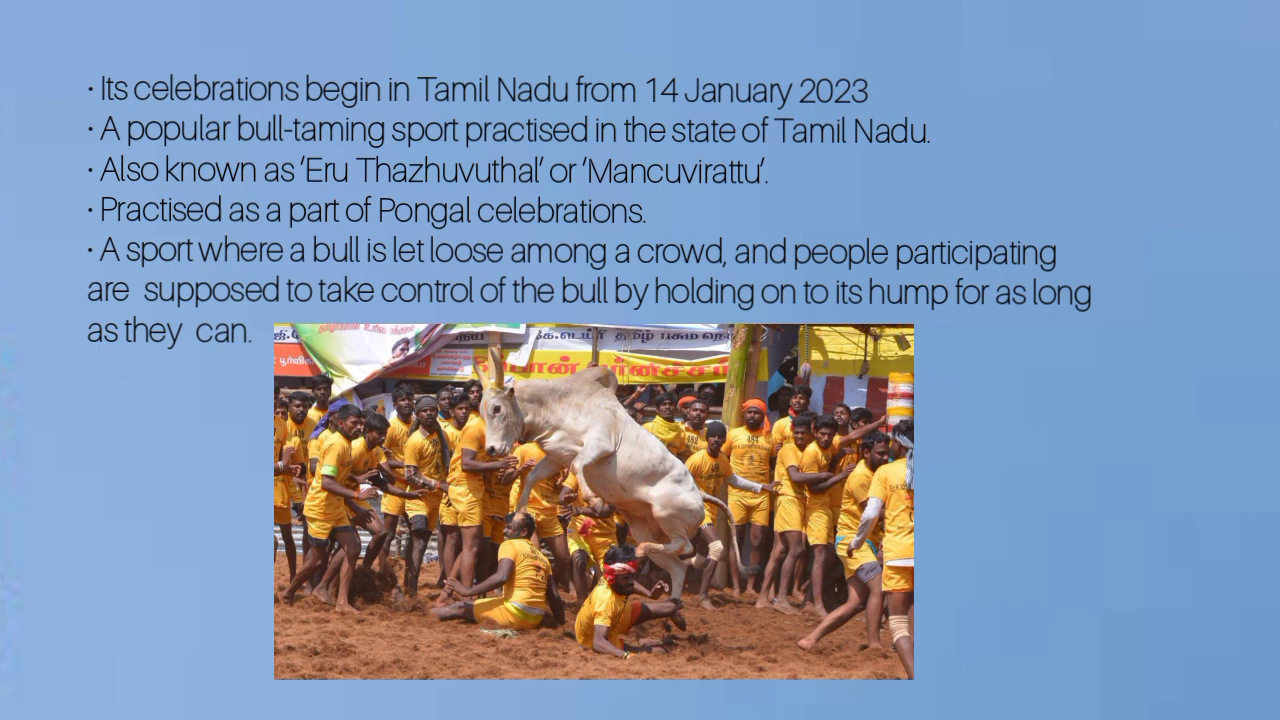 · Its celebrations begin in Tamil Nadu from 14 January 2023
· A popular bull-taming sport practised in the state of Tamil Nadu.
· Also known as ‘Eru Thazhuvuthal’ or ‘Mancuvirattu’.
· Practised as a part of Pongal celebrations.
· A sport where a bull is let loose among a crowd, and people participating
are supposed to take control of the bull by holding on to its hump for as long
as they can.
தமிழ்